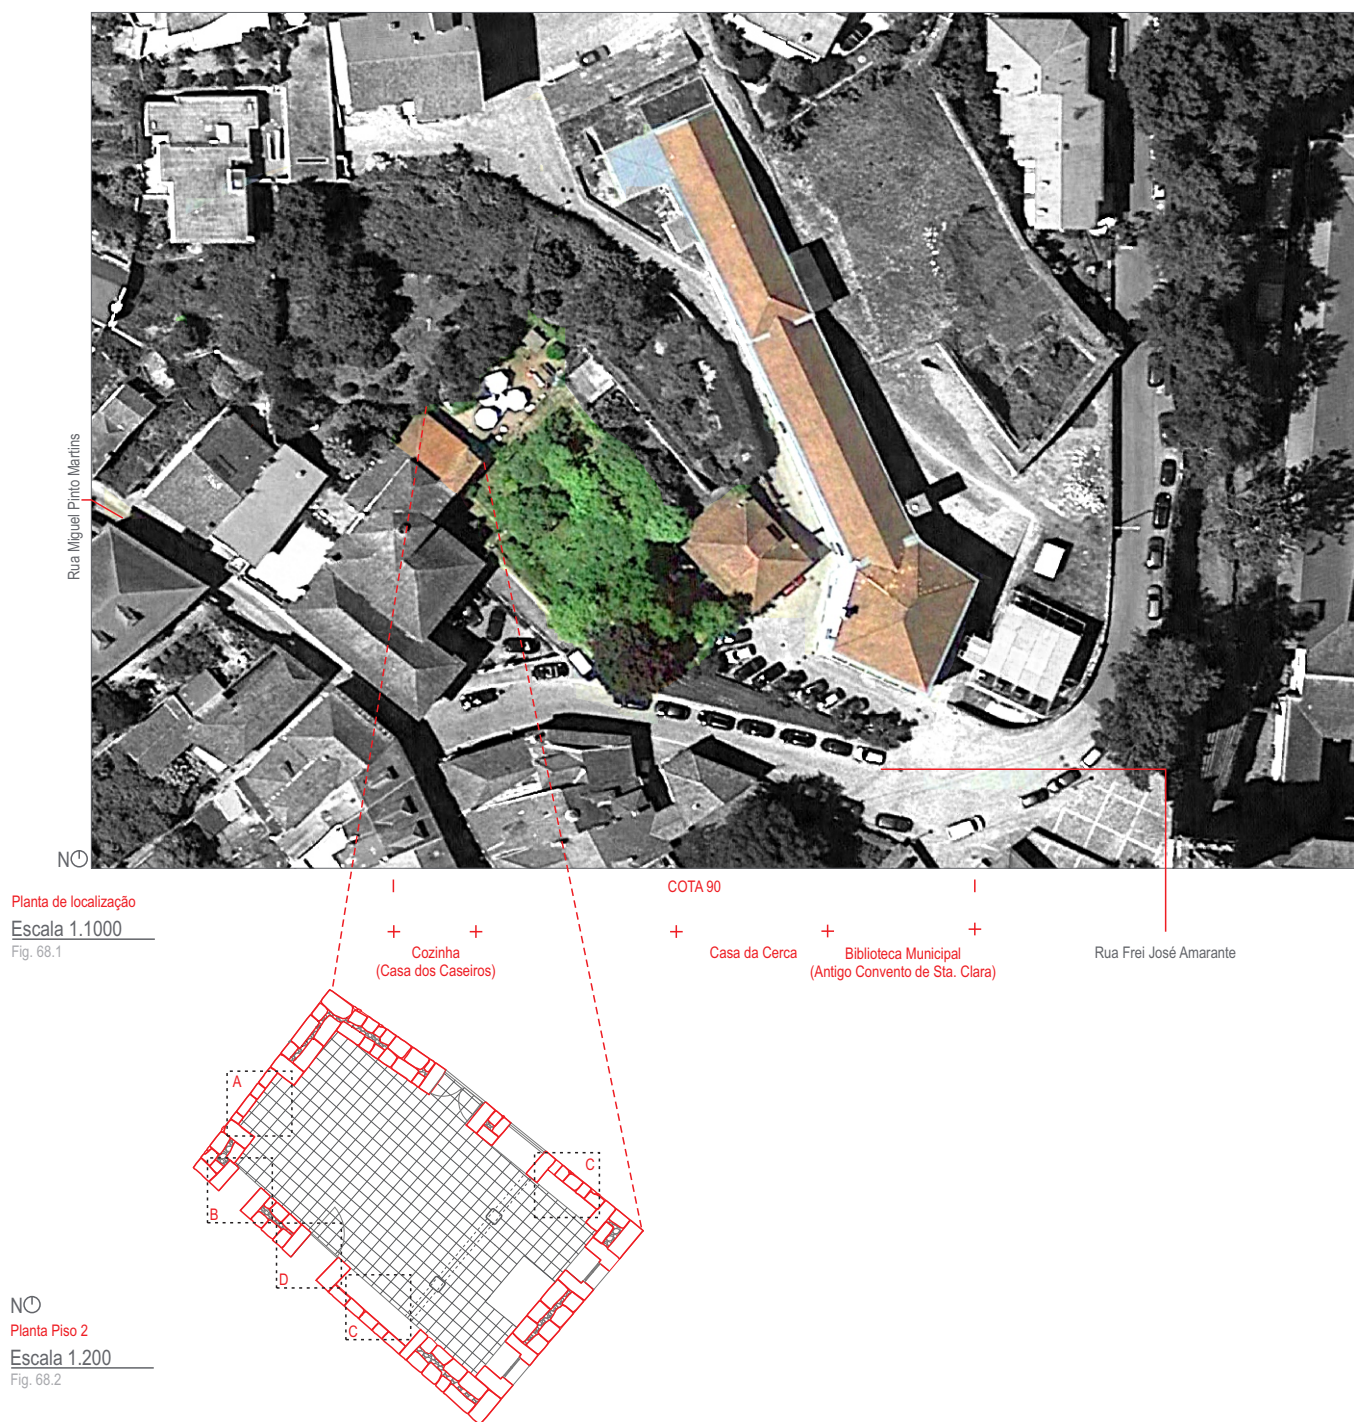 Rua Miguel Pinto Martins
N
Planta de localização
Escala 1.1000
Fig. 68.1
COTA 90
Cozinha
(Casa dos Caseiros)
Casa da Cerca
Biblioteca Municipal
(Antigo Convento de Sta. Clara)
Rua Frei José Amarante
A
C
B
D
C
N
Planta Piso 2
Escala 1.200
Fig. 68.2